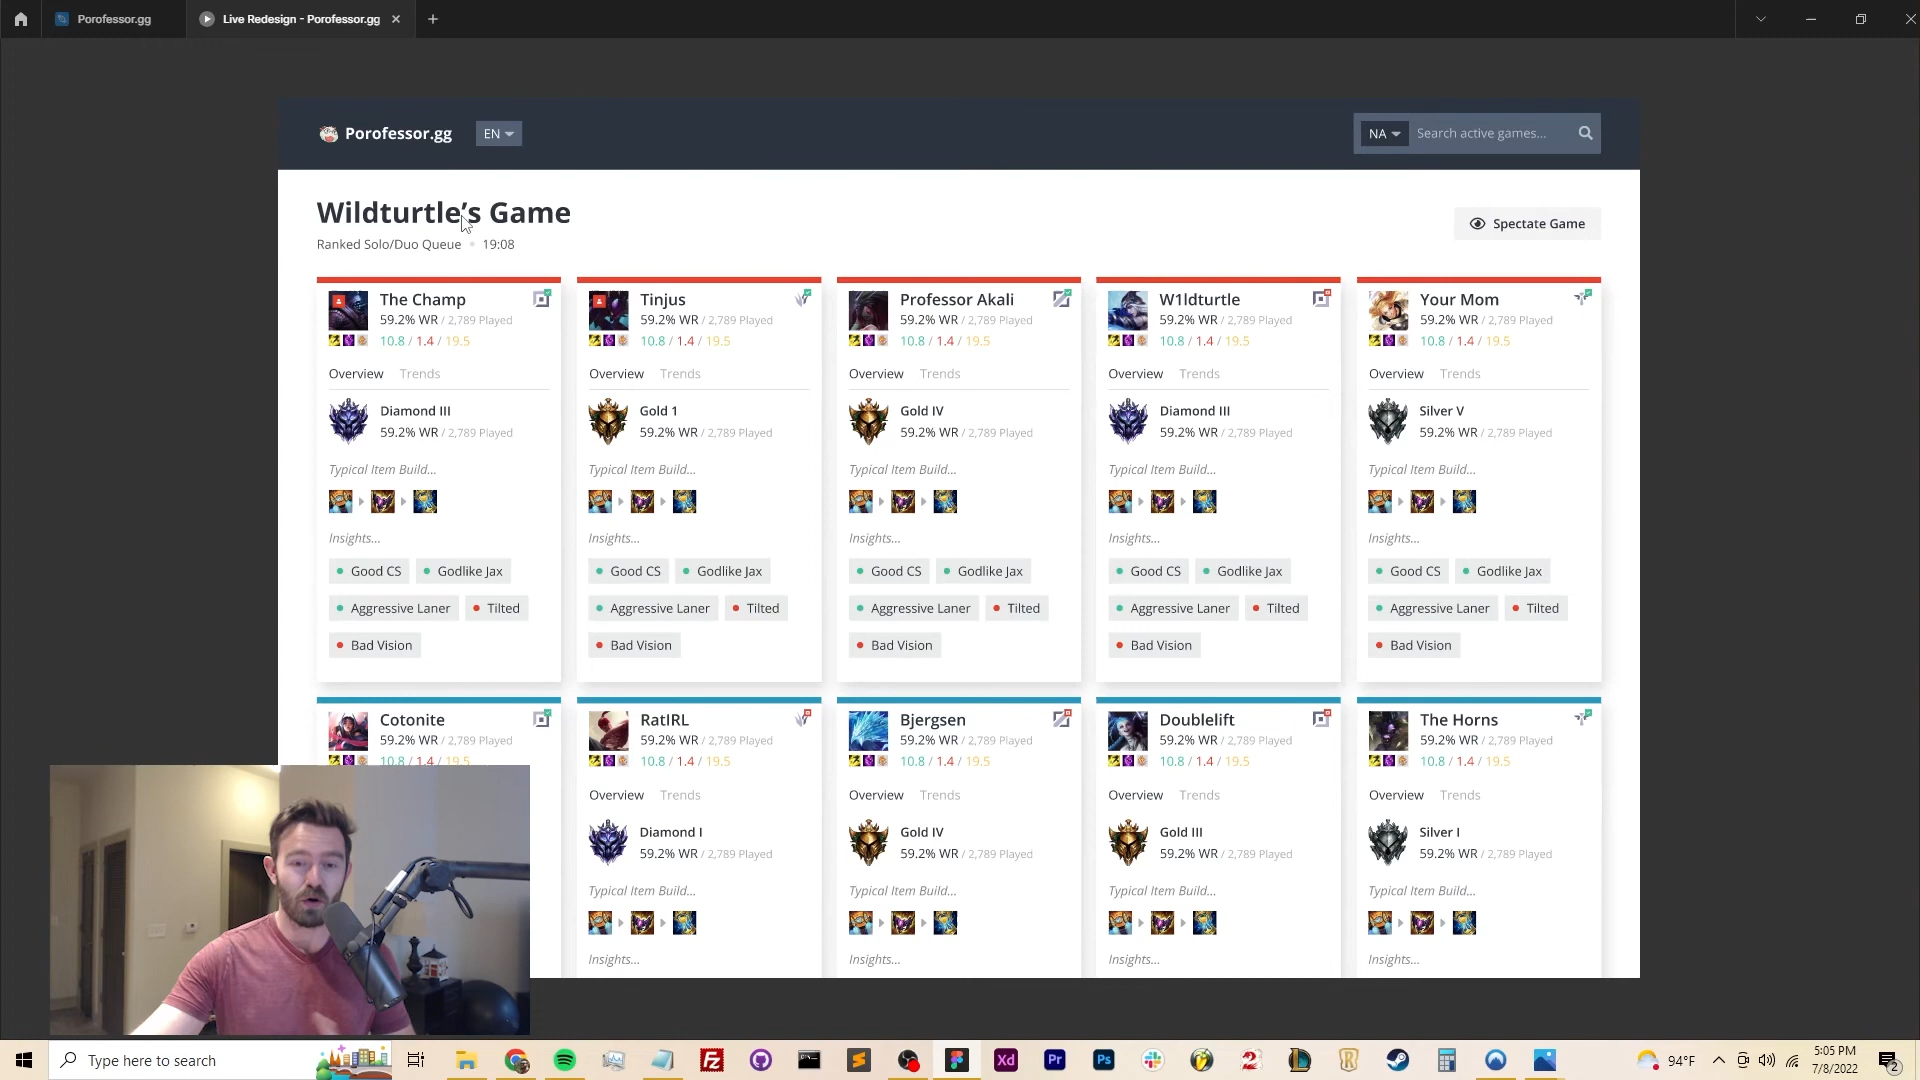 Porofessor.gg
Live Redesign - Porofessor.gg
Porofessor.gg
EN
NA
Search active games...
Wildturtle's Game
Ranked Solo/Duo Queue • 19:08
Spectate Game
The Champ
59.2% WR / 2,789 Played
10.8 / 1.4 / 19.5
Overview Trends
Diamond III
59.2% WR / 2,789 Played
Typical Item Build...
Insights...
Good CS Godlike Jax
Aggressive Laner Tilted
Bad Vision
Tinjus
59.2% WR / 2,789 Played
10.8 / 1.4 / 19.5
Overview Trends
Gold 1
59.2% WR / 2,789 Played
Typical Item Build...
Insights...
Good CS Godlike Jax
Aggressive Laner Tilted
Bad Vision
Professor Akali
59.2% WR / 2,789 Played
10.8 / 1.4 / 19.5
Overview Trends
Gold IV
59.2% WR / 2,789 Played
Typical Item Build...
Insights...
Good CS Godlike Jax
Aggressive Laner Tilted
Bad Vision
W1ldturtle
59.2% WR / 2,789 Played
10.8 / 1.4 / 19.5
Overview Trends
Diamond III
59.2% WR / 2,789 Played
Typical Item Build...
Insights...
Good CS Godlike Jax
Aggressive Laner Tilted
Bad Vision
Your Mom
59.2% WR / 2,789 Played
10.8 / 1.4 / 19.5
Overview Trends
Silver V
59.2% WR / 2,789 Played
Typical Item Build...
Insights...
Good CS Godlike Jax
Aggressive Laner Tilted
Bad Vision
Cotonite
59.2% WR / 2,789 Played
10.8 / 1.4 / 19.5
RatIRL
59.2% WR / 2,789 Played
10.8 / 1.4 / 19.5
Overview Trends
Diamond I
59.2% WR / 2,789 Played
Typical Item Build...
Insights...
Bjergsen
59.2% WR / 2,789 Played
10.8 / 1.4 / 19.5
Overview Trends
Gold IV
59.2% WR / 2,789 Played
Typical Item Build...
Insights...
Doublelift
59.2% WR / 2,789 Played
10.8 / 1.4 / 19.5
Overview Trends
Gold III
59.2% WR / 2,789 Played
Typical Item Build...
Insights...
The Horns
59.2% WR / 2,789 Played
10.8 / 1.4 / 19.5
Overview Trends
Silver I
59.2% WR / 2,789 Played
Typical Item Build...
Insights...
Type here to search
Fz
Xd
Pr
Ps
94°F
5:05 PM
7/8/2022
2